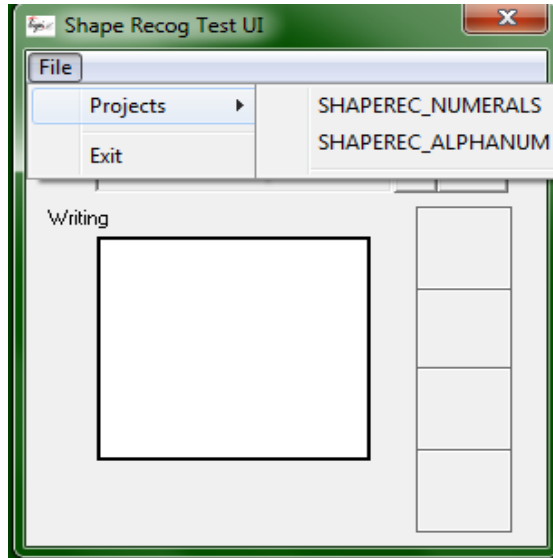 Shape Recog Test UI
File
Projects SHAPEREC_NUMERALS
SHAPEREC_ALPHANUM
Exit
Writing